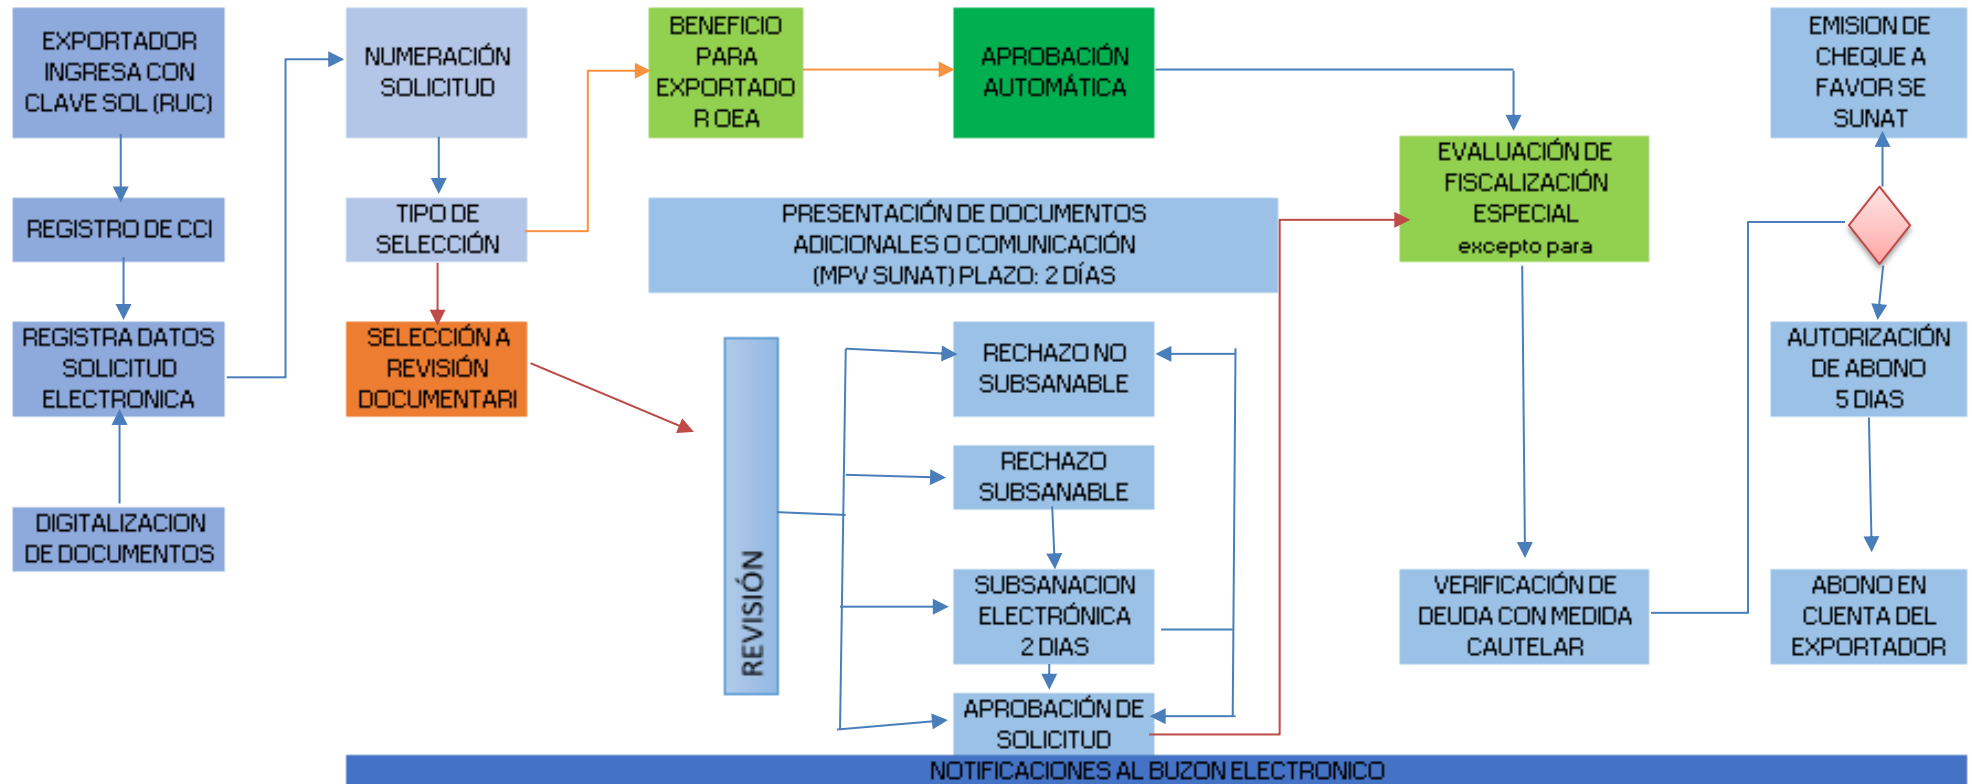 EXPORTADOR
INGRESA CON
CLAVE SOL (RUC)
REGISTRO DE CCI
REGISTRA DATOS
SOLICITUD
ELECTRONICA
DIGITALIZACION
DE DOCUMENTOS
NUMERACIÓN
SOLICITUD
TIPO DE
SELECCIÓN
SELECCIÓN A
REVISIÓN
DOCUMENTARI
BENEFICIO
PARA
EXPORTADO
R OEA
APROBACIÓN
AUTOMÁTICA
PRESENTACIÓN DE DOCUMENTOS
ADICIONALES O COMUNICACIÓN
(MPV SUNAT) PLAZO: 2 DÍAS
REVISIÓN
RECHAZO NO
SUBSANABLE
RECHAZO
SUBSANABLE
SUBSANACION
ELECTRÓNICA
2 DIAS
APROBACIÓN DE
SOLICITUD
EVALUACIÓN DE
FISCALIZACIÓN
ESPECIAL
excepto para
VERIFICACIÓN DE
DEUDA CON MEDIDA
CAUTELAR
EMISION DE
CHEQUE A
FAVOR SE
SUNAT
AUTORIZACIÓN
DE ABONO
5 DIAS
ABONO EN
CUENTA DEL
EXPORTADOR
NOTIFICACIONES AL BUZON ELECTRONICO